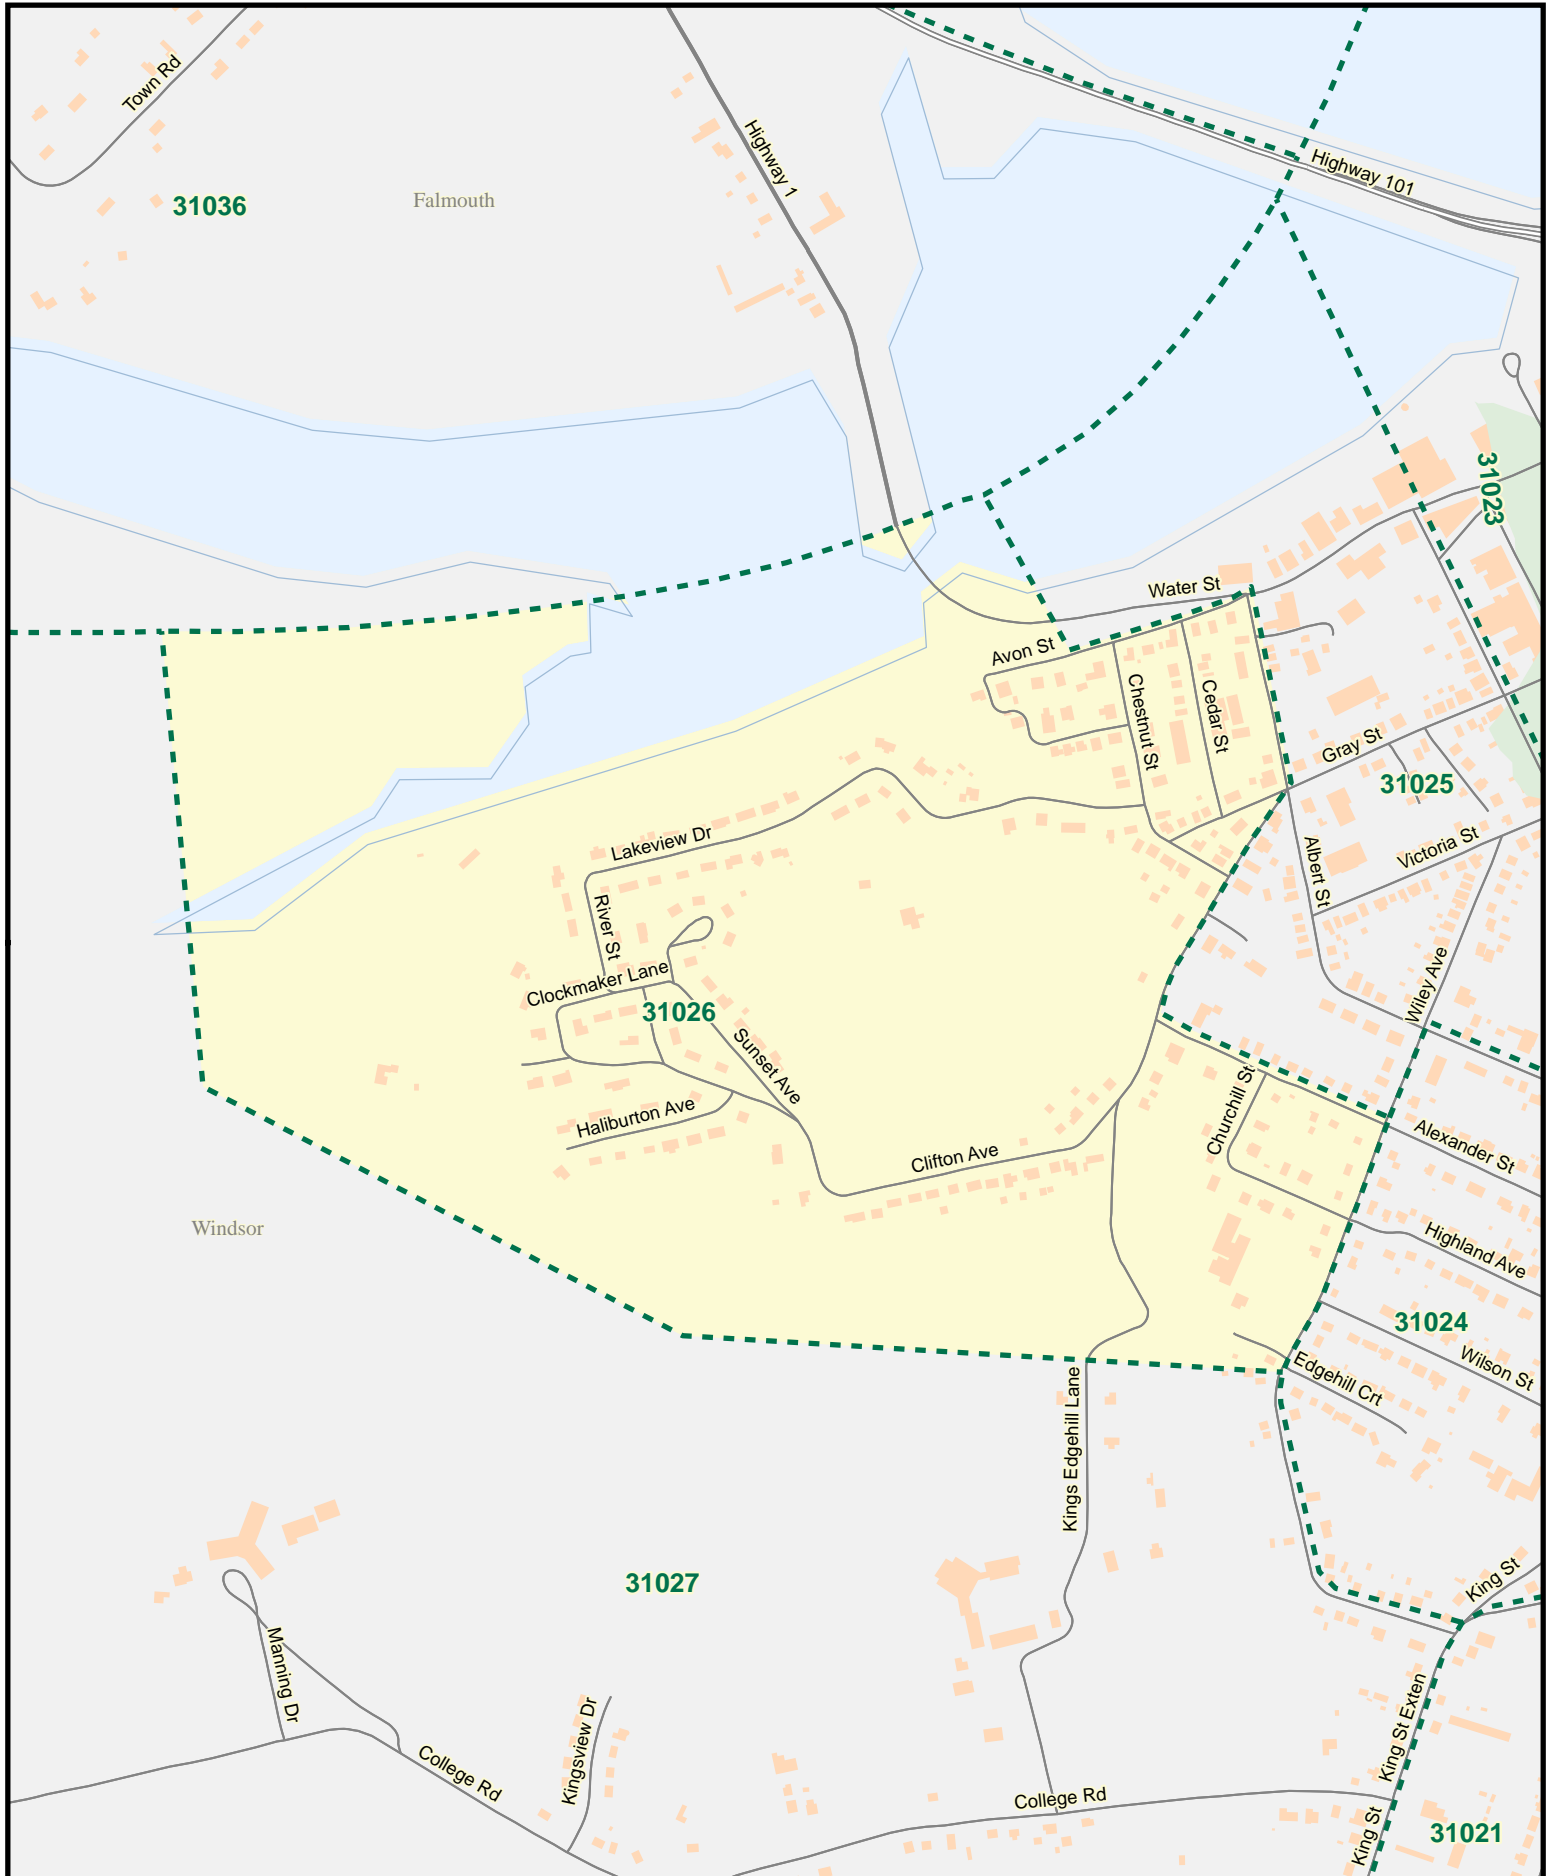 Town Rd
Highway 1
Highway 101
31036
Falmouth
31023
Water St
Avon St
Chestnut St
Cedar St
Gray St
31025
Lakeview Dr
Albert St
Victoria St
River St
Clockmaker Lane
31026
Wiley Ave
Sunset Ave
Haliburton Ave
Churchill St
Alexander St
Clifton Ave
Windsor
Highland Ave
31024
Wilson St
Edgehill Crt
Kings Edgehill Lane
31027
King St
Manning Dr
Kingsview Dr
King St Exten
College Rd
College Rd
King St
31021